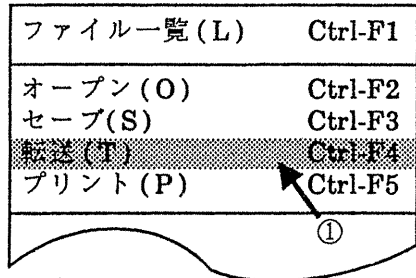 ファイル一覧(L) Ctrl-F1
オープン(O) Ctrl-F2
セーブ(S) Ctrl-F3
転送(T) Ctrl-F4
プリント(P) Ctrl-F5
①